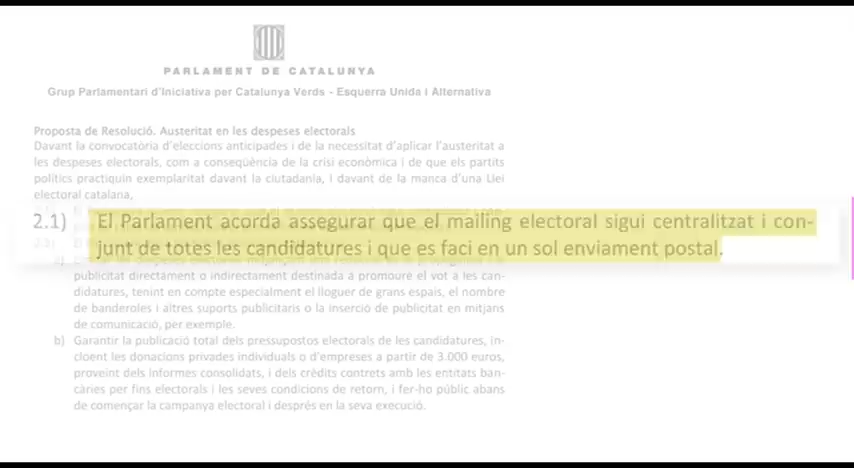 PARLAMENT DE CATALUNYA
Grup Parlamentari d'Iniciativa per Catalunya Verds - Esquerra Unida i Alternativa
Proposta de Resolució. Austeritat en les despeses electorals
Davant la convocatòria d'eleccions anticipades i de la necessitat d'aplicar l'austeritat a
les despeses electorals, com a conseqüència de la crisi econòmica i de que els partits
polítics practiquin exemplaritat davant la ciutadania, i davant de la manca d'una Llei
electoral catalana,
2.1) El Parlament acorda assegurar que el mailing electoral sigui centralitzat i con-
junt de totes les candidatures i que es faci en un sol enviament postal.
publicitat directament o indirectament destinada a promoure el vot a les can-
didatures, tenint en compte especialment el lloguer de grans espais, el nombre
de banderoles i altres suports publicitaris o la inserció de publicitat en mitjans
de comunicació, per exemple.
b) Garantir la publicació total dels pressupostos electorals de les candidatures, in-
cloent les donacions privades individuals o d'empreses a partir de 3.000 euros,
proveint dels informes consolidats, i dels crèdits contrets amb les entitats ban-
càries per fins electorals i les seves condicions de retorn, i fer-ho públic abans
de començar la campanya electoral i després en la seva execució.